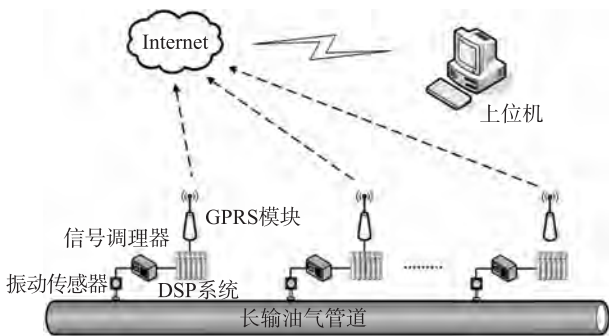 Internet
上位机
GPRS模块
信号调理器
振动传感器
DSP系统
长输油气管道